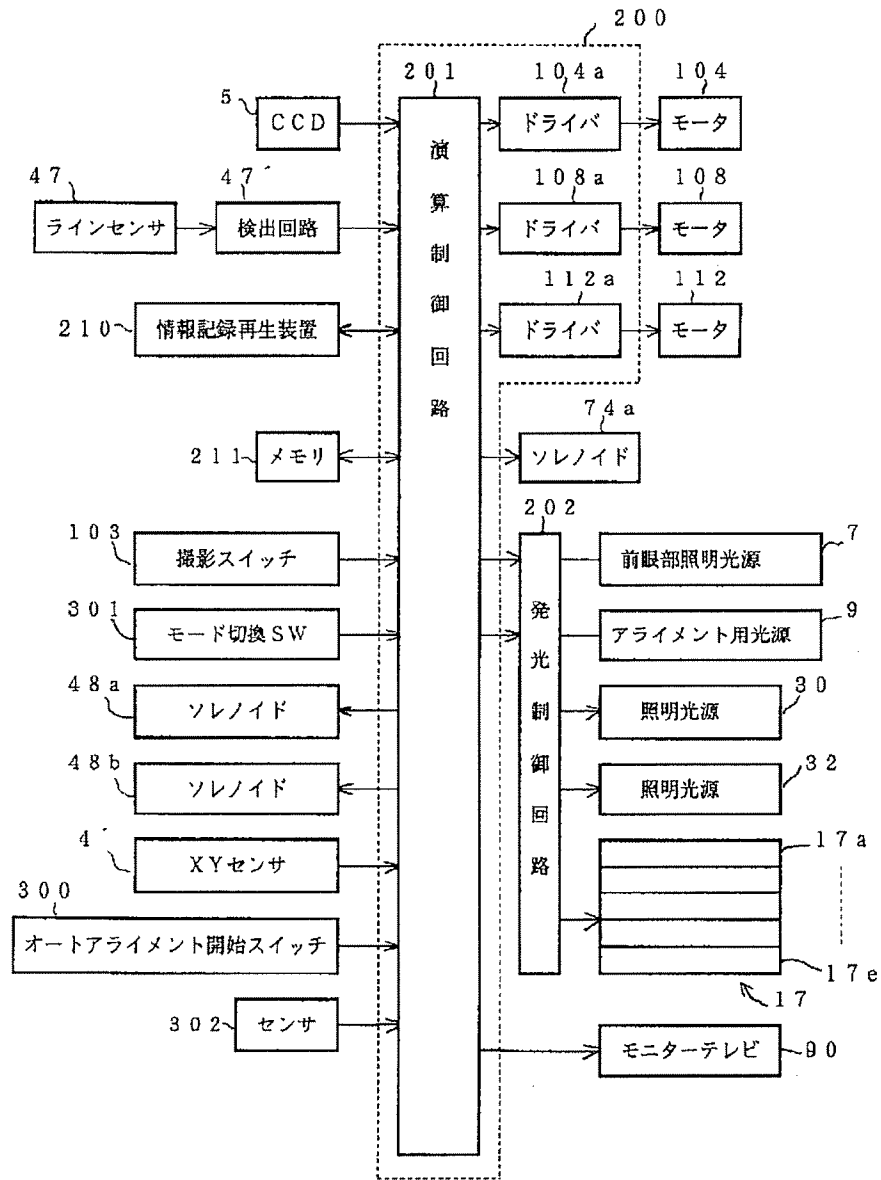 200
201
104a
104
5
CCD
ドライバ
モータ
47
47'
108a
108
ラインセンサ
検出回路
ドライバ
モータ
112a
112
210
情報記録再生装置
ドライバ
モータ
演算制御回路
74a
211
メモリ
ソレノイド
202
103
撮影スイッチ
前眼部照明光源
7
301
モード切換SW
アライメント用光源
9
48a
ソレノイド
照明光源
30
48b
ソレノイド
照明光源
32
発光制御回路
4'
XYセンサ
17a
300
オートアライメント開始スイッチ
17e
17
302
センサ
モニターテレビ
90